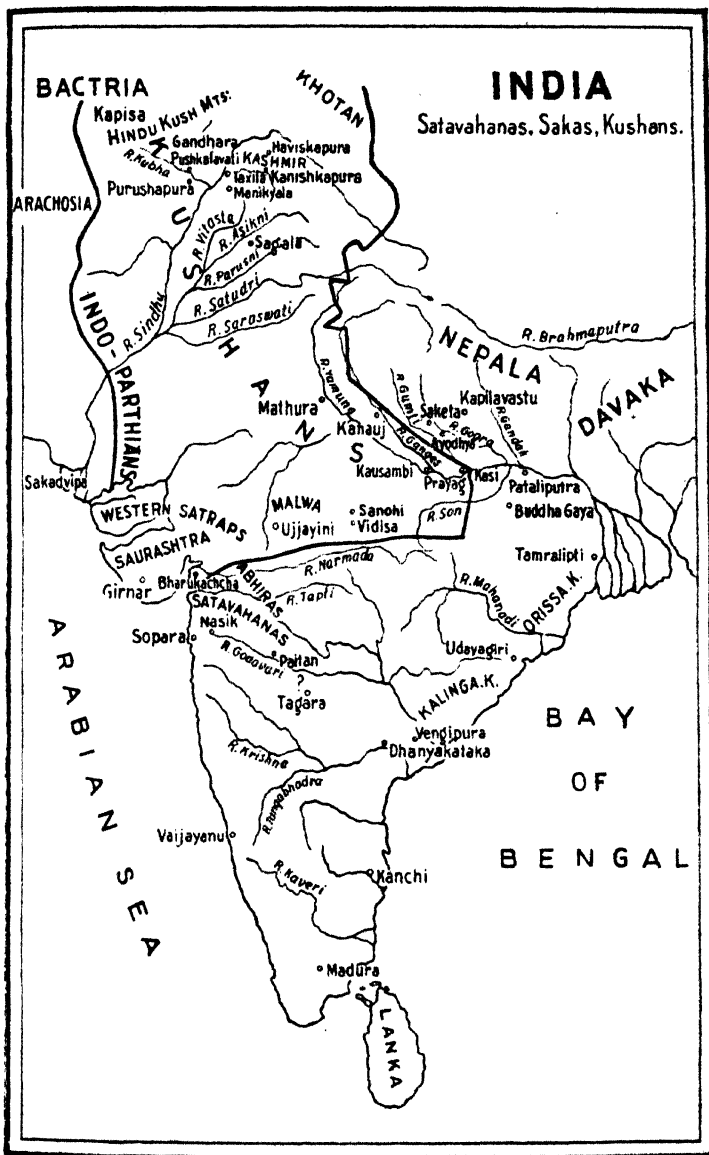 INDIA
Satavahanas, Sakas, Kushans.
BACTRIA
Kapisa
HINDU KUSH MTS:
KHOTAN
Gandhara
Haviskapura
R.Kubha
Pushkalavati
KASHMIR
Taxila
Kanishkapura
Purushapura
Manikyala
ARACHOSIA
KUSHANS
R.Vitasta
R.Asikni
Sagala
R.Parusni
R.Satudri
R.Saraswati
R.Sindhu
INDO-PARTHIANS
R.Brahmaputra
NEPALA
DAVAKA
R.Yamuna
R.Gumti
Kapilavastu
Saketa
R.Gandak
Mathura
Kanauj
Ayodhya
R.Gogra
R.Ganges
Kausambi
Prayag
Kasi
Pataliputra
Sakadvipa
WESTERN SATRAPS
MALWA
Sanohi
R.Son
Buddha Gaya
Ujjayini
Vidisa
SAURASHTRA
Tamralipti
R.Narmada
Girnar
Bharukachcha
ABHIRAS
R.Tapti
R.Mahanadi
ORISSA.K.
SATAVAHANAS
Nasik
Sopara
Paitan
Udayagiri
R.Godavari
?
Tagara
KALINGA.K.
ARABIAN SEA
BAY
OF
BENGAL
Vengipura
R.Krishna
Dhanyakataka
R.Tungabhadra
Vaijayanu
R.Kaveri
Kanchi
Madura
LANKA